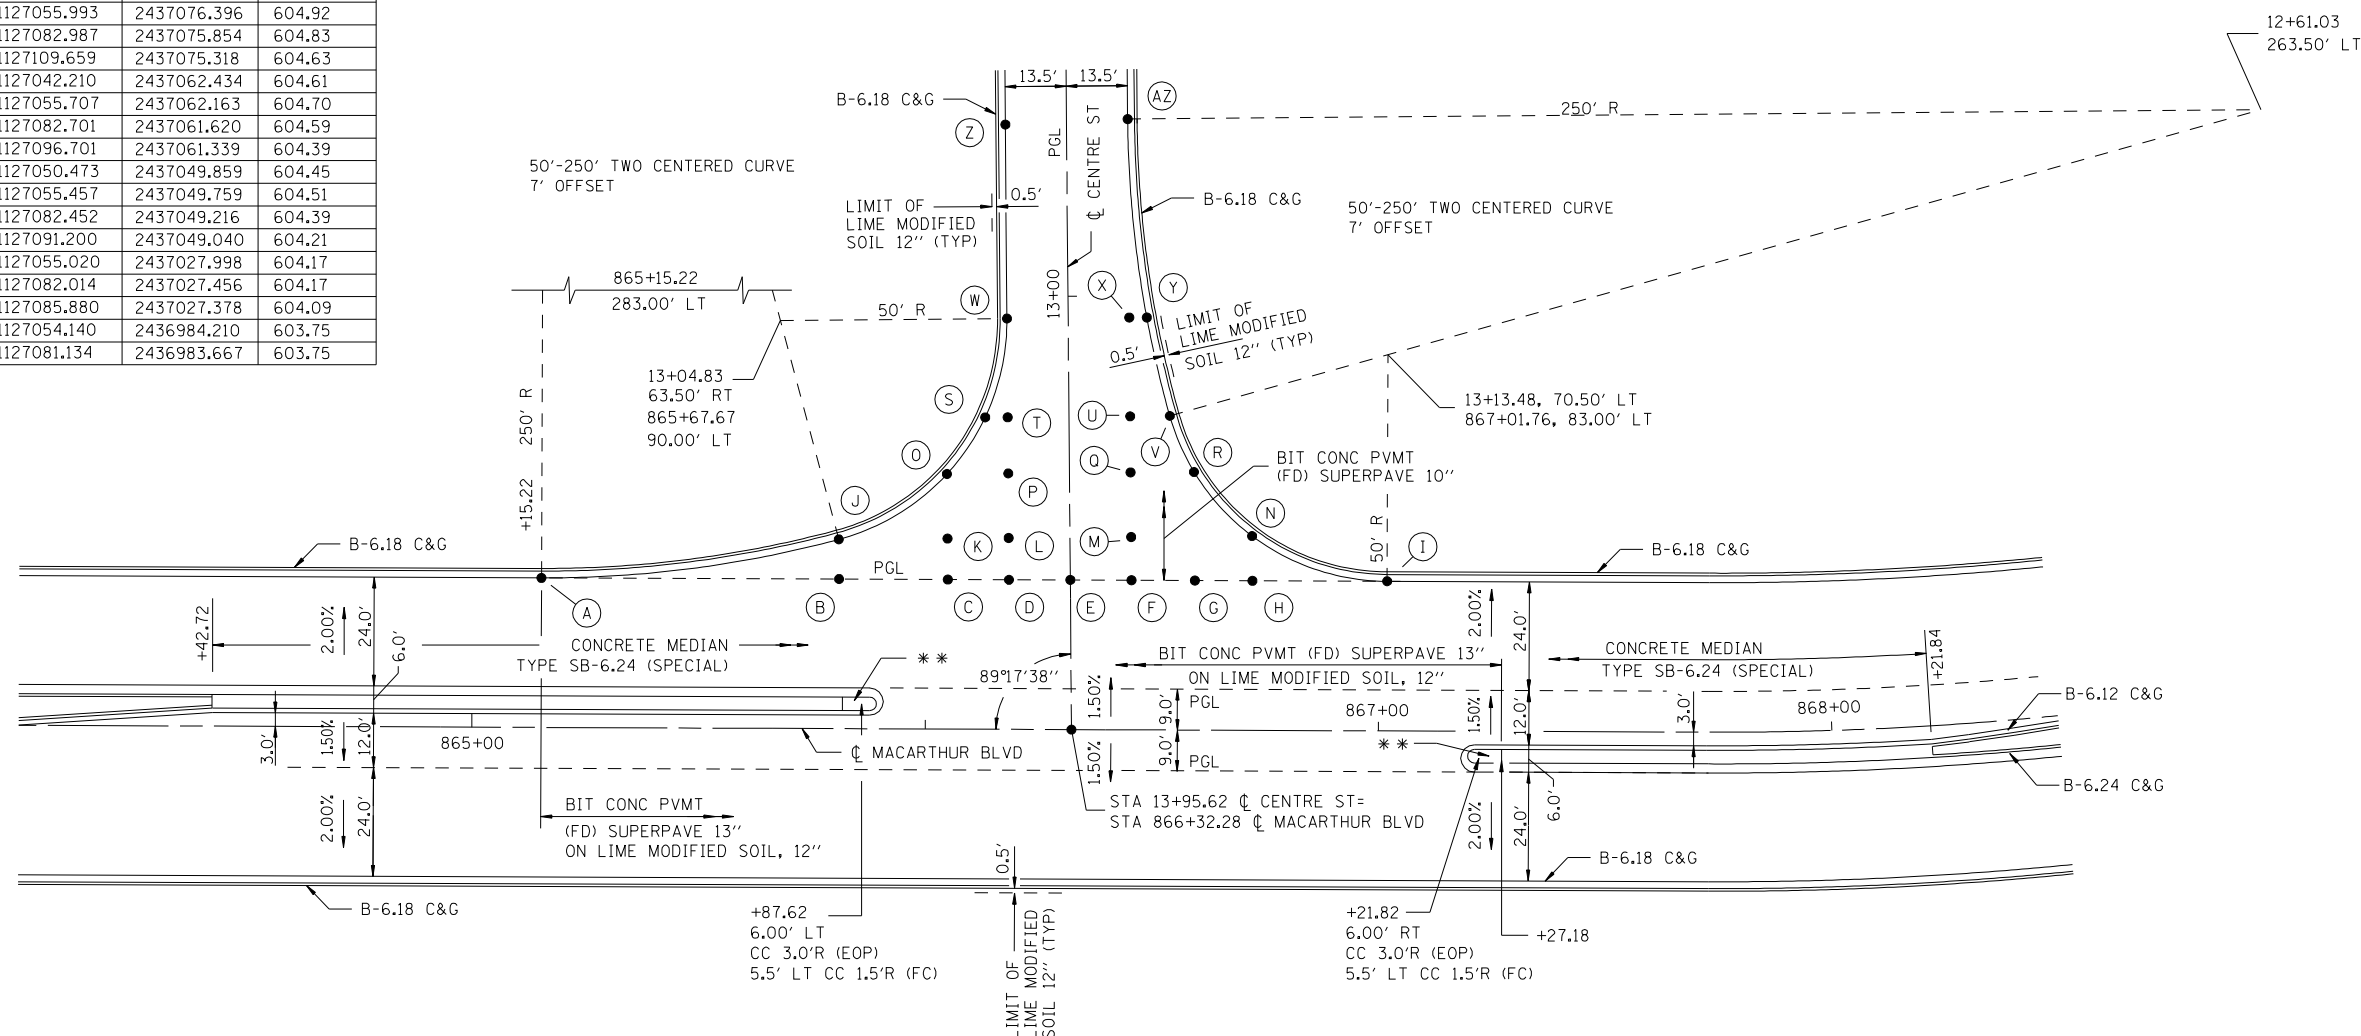 1127055.993 2437076.396 604.92
1127082.987 2437075.854 604.83
1127109.659 2437075.318 604.63
1127042.210 2437062.434 604.61
1127055.707 2437062.163 604.70
1127082.701 2437061.620 604.59
1127096.701 2437061.339 604.39
1127050.473 2437049.859 604.45
1127055.457 2437049.759 604.51
1127082.452 2437049.216 604.39
1127091.200 2437049.040 604.21
1127055.020 2437027.998 604.17
1127082.014 2437027.456 604.17
1127085.880 2437027.378 604.09
1127054.140 2436984.210 603.75
1127081.134 2436983.667 603.75
12+61.03
263.50' LT
13.5'
13.5'
B-6.18 C&G
Z
AZ
PGL
℄ CENTRE ST
250' R
50'-250' TWO CENTERED CURVE
7' OFFSET
LIMIT OF
LIME MODIFIED
SOIL 12'' (TYP)
0.5'
B-6.18 C&G
50'-250' TWO CENTERED CURVE
7' OFFSET
865+15.22
283.00' LT
W
50' R
13+00
X
Y
LIMIT OF
LIME MODIFIED
SOIL 12'' (TYP)
0.5'
13+04.83
63.50' RT
865+67.67
90.00' LT
250' R
+15.22
S
T
U
V
13+13.48, 70.50' LT
867+01.76, 83.00' LT
O
P
Q
R
BIT CONC PVMT
(FD) SUPERPAVE 10''
J
K
L
M
N
50' R
I
B-6.18 C&G
B-6.18 C&G
PGL
A
B
C
D
E
F
G
H
+42.72
2.00%
24.0'
6.0'
CONCRETE MEDIAN
TYPE SB-6.24 (SPECIAL)
**
89°17'38''
BIT CONC PVMT (FD) SUPERPAVE 13''
ON LIME MODIFIED SOIL, 12''
2.00%
24.0'
CONCRETE MEDIAN
TYPE SB-6.24 (SPECIAL)
+21.84
B-6.12 C&G
3.0'
1.50%
12.0'
865+00
℄ MACARTHUR BLVD
1.50%
9.0'
PGL
867+00
1.50%
12.0'
3.0'
868+00
**
1.50%
9.0'
PGL
B-6.24 C&G
2.00%
24.0'
BIT CONC PVMT
(FD) SUPERPAVE 13''
ON LIME MODIFIED SOIL, 12''
STA 13+95.62 ℄ CENTRE ST=
STA 866+32.28 ℄ MACARTHUR BLVD
2.00%
24.0'
6.0'
0.5'
B-6.18 C&G
B-6.18 C&G
+87.62
6.00' LT
CC 3.0'R (EOP)
5.5' LT CC 1.5'R (FC)
LIMIT OF
LIME MODIFIED
SOIL 12'' (TYP)
+21.82
6.00' RT
CC 3.0'R (EOP)
5.5' LT CC 1.5'R (FC)
+27.18